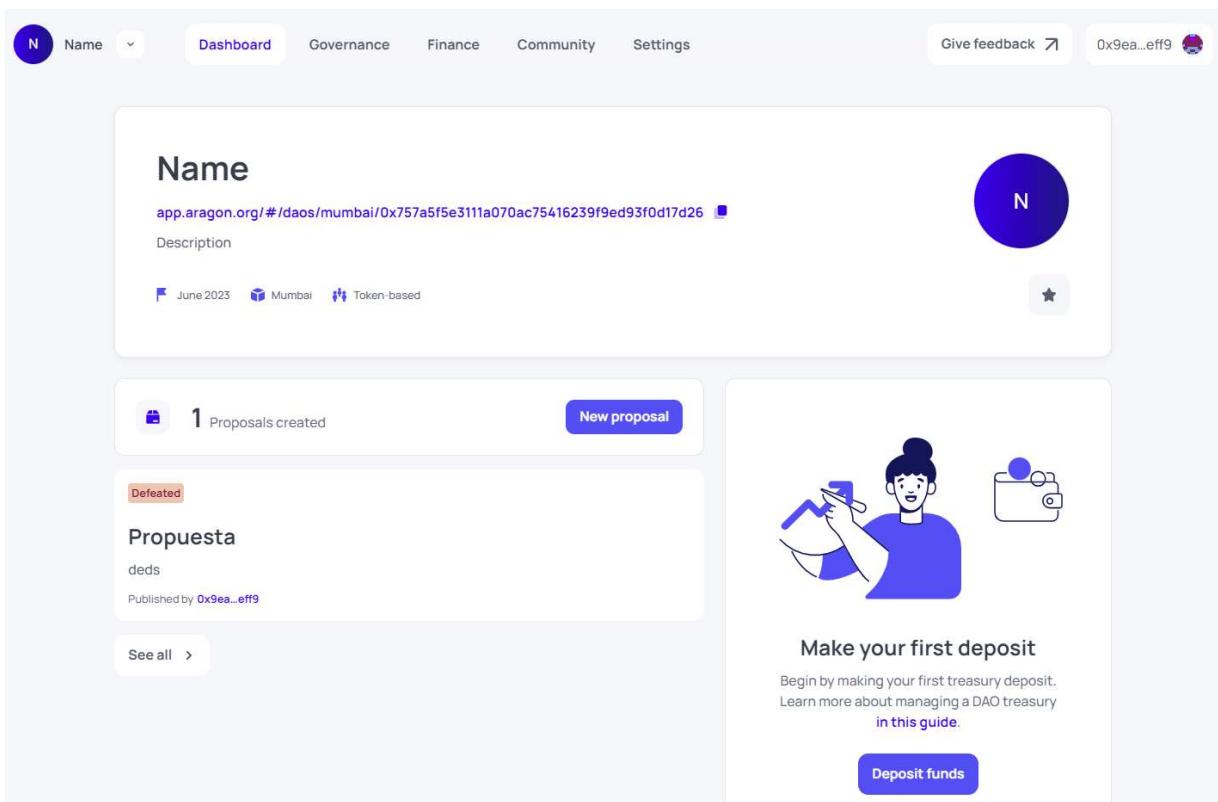 N Name Dashboard Governance Finance Community Settings Give feedback 0x9ea...eff9
Name
app.aragon.org/#/daos/mumbai/0x757a5f5e3111a070ac75416239f9ed93f0d17d26
N
Description
June 2023 Mumbai Token-based
1 Proposals created New proposal
Defeated
Propuesta
deds
Published by 0x9ea...eff9
See all
Make your first deposit
Begin by making your first treasury deposit.
Learn more about managing a DAO treasury
in this guide.
Deposit funds